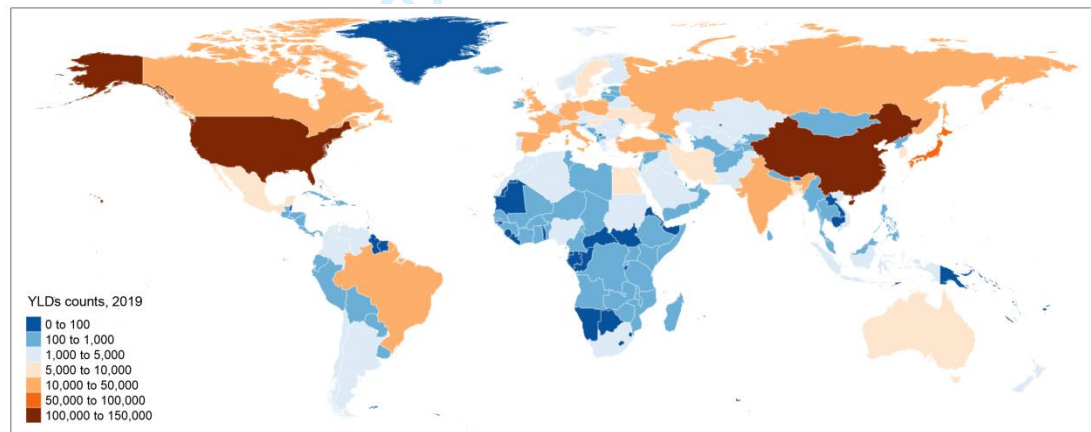 YLDs counts, 2019
0 to 100
100 to 1,000
1,000 to 5,000
5,000 to 10,000
10,000 to 50,000
50,000 to 100,000
100,000 to 150,000